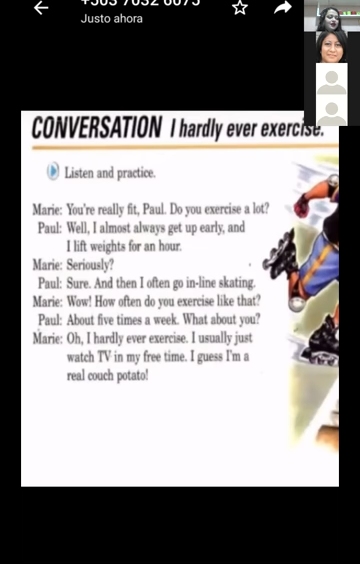 Justo ahora
CONVERSATION I hardly ever exercise.
Listen and practice.
Marie: You're really fit, Paul. Do you exercise a lot?
Paul: Well, I almost always get up early, and
I lift weights for an hour.
Marie: Seriously?
Paul: Sure. And then I often go in-line skating.
Marie: Wow! How often do you exercise like that?
Paul: About five times a week. What about you?
Marie: Oh, I hardly ever exercise. I usually just
watch TV in my free time. I guess I'm a
real couch potato!